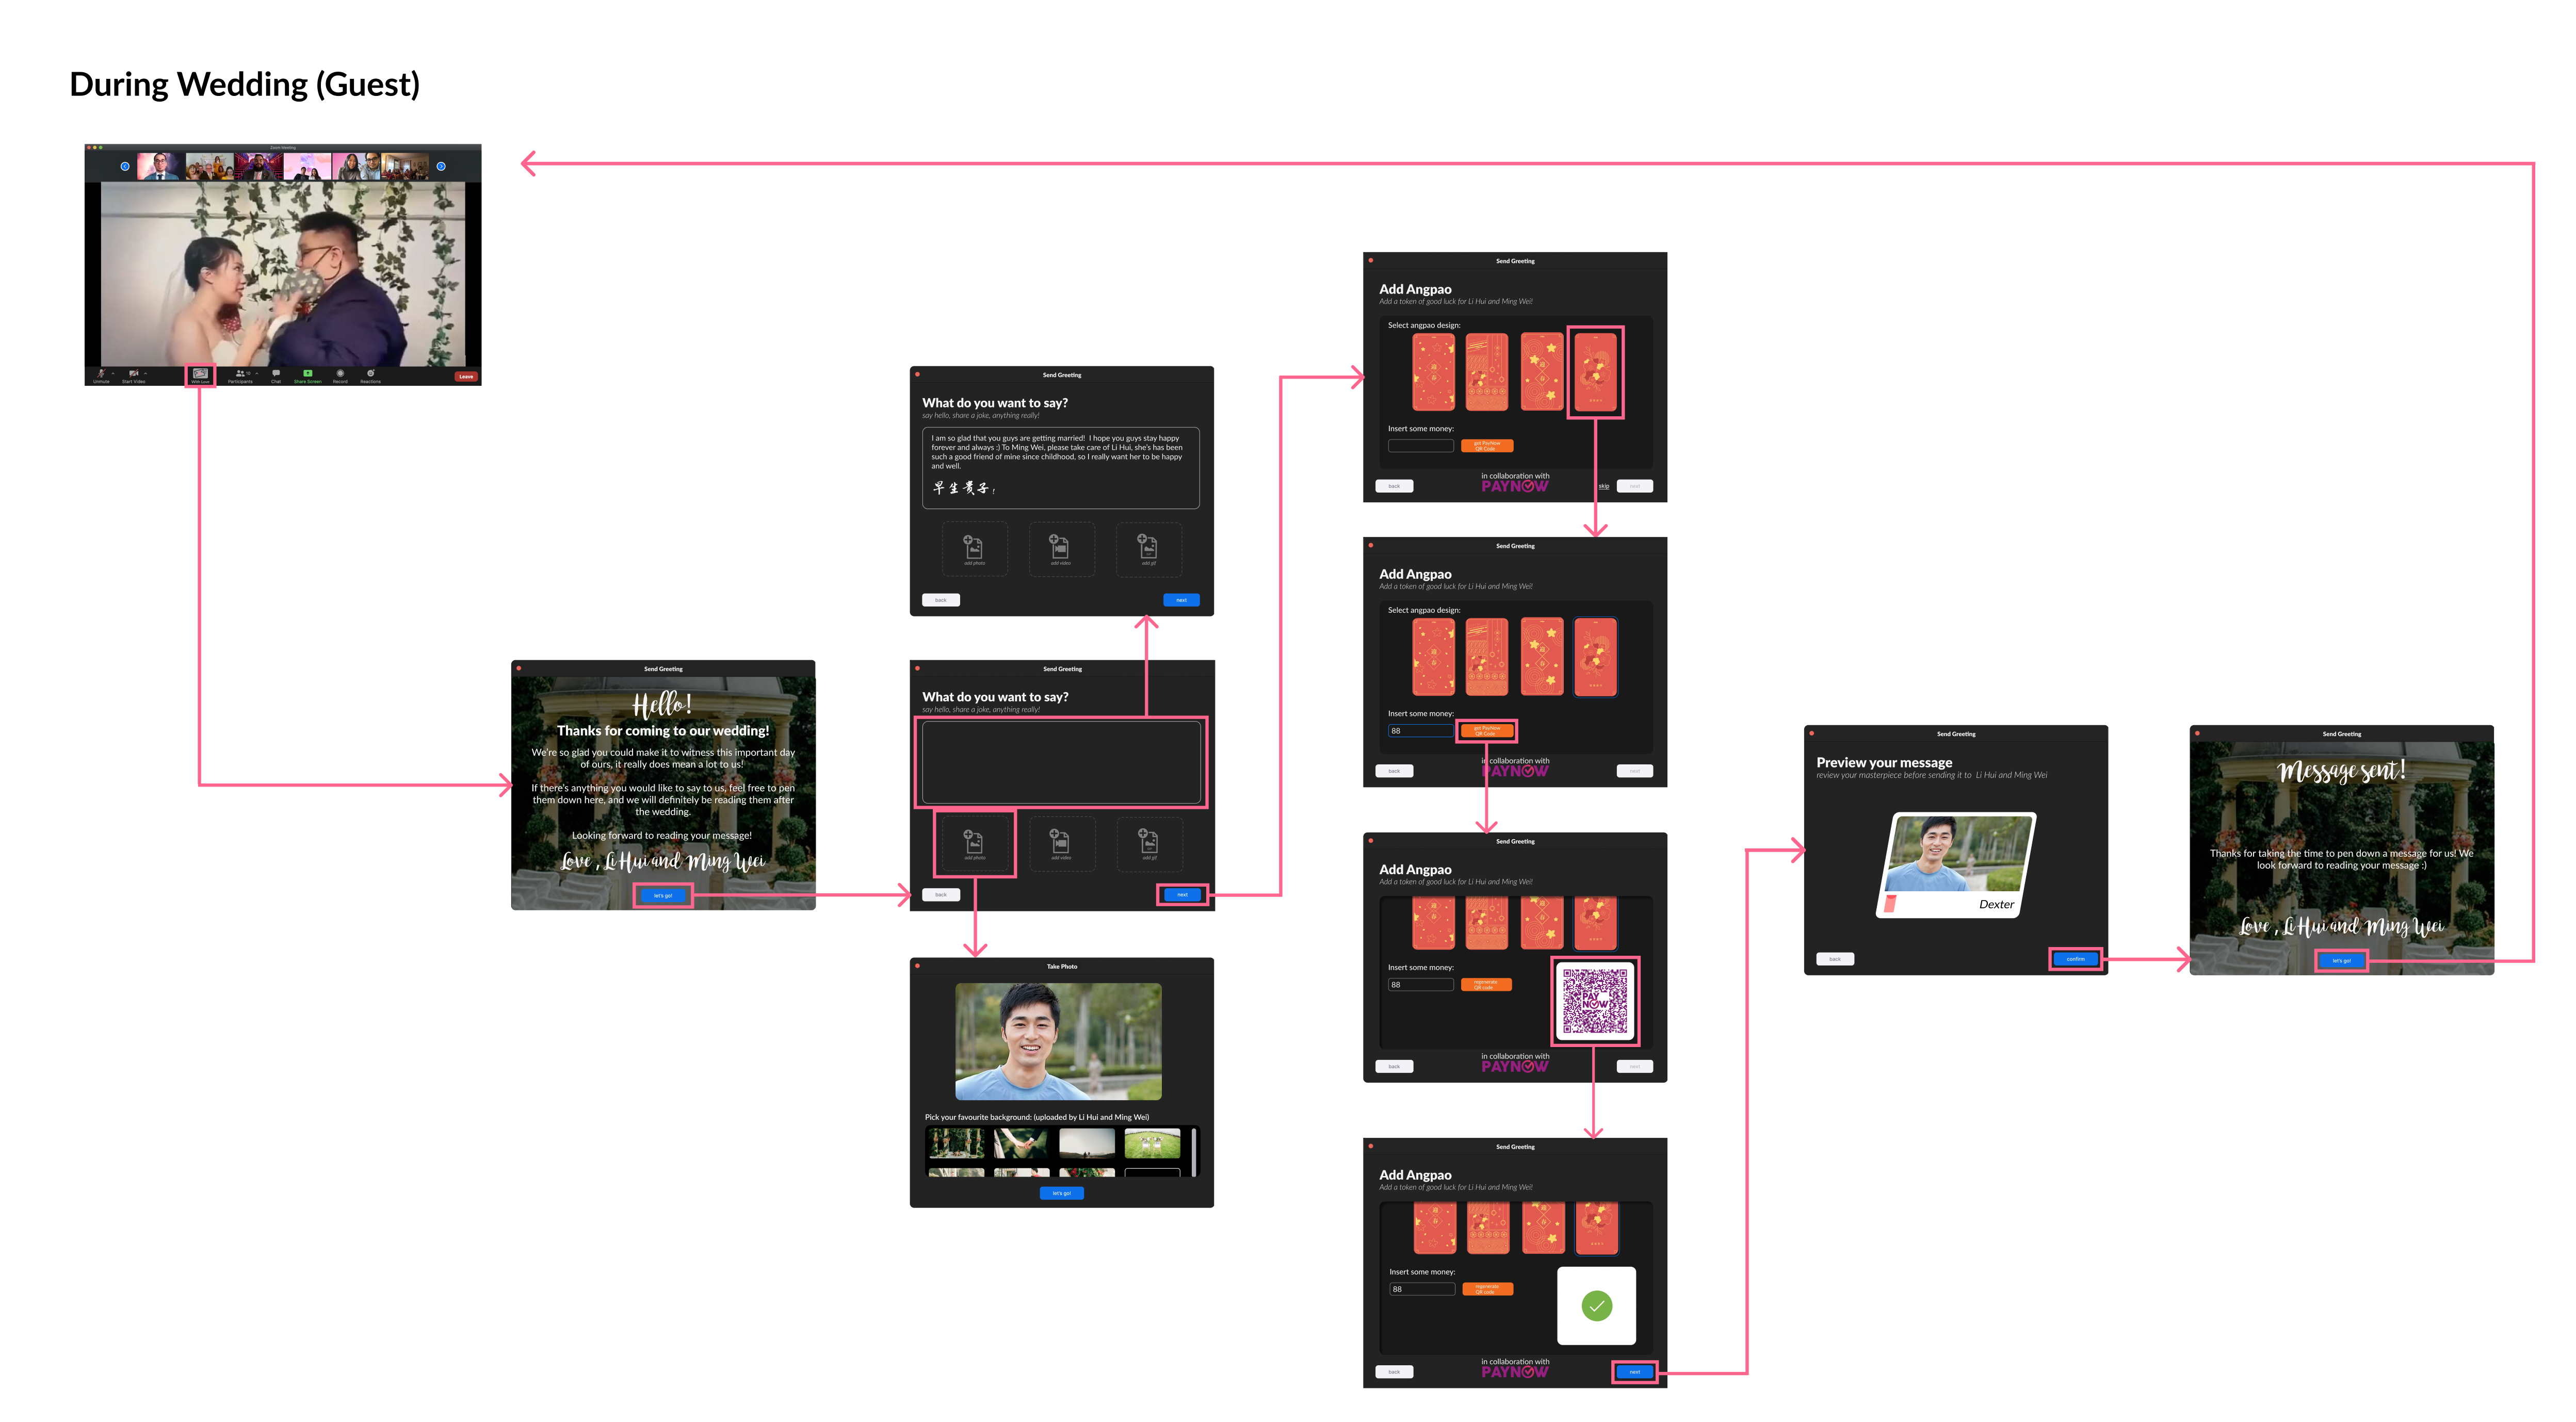 During Wedding (Guest)
Zoom Meeting
Unmute
Start Video
With Love
Participants
Chat
Share Screen
Record
Reactions
Leave
Send Greeting
Hello!
Thanks for coming to our wedding!
We're so glad you could make it to witness this important day
of ours, it really does mean a lot to us!
If there's anything you would like to say to us, feel free to pen
them down here, and we will definitely be reading them after
the wedding.
Looking forward to reading your message!
Love, Li Hui and Ming Wei
let's go!
Send Greeting
What do you want to say?
say hello, share a joke, anything really!
I am so glad that you guys are getting married! I hope you guys stay happy
forever and always :) To Ming Wei, please take care of Li Hui, she's has been
such a good friend of mine since childhood, so I really want her to be happy
and well.
早生贵子!
add photo
add video
add gif
back
next
Send Greeting
What do you want to say?
say hello, share a joke, anything really!
add photo
add video
add gif
back
next
Take Photo
Pick your favourite background: (uploaded by Li Hui and Ming Wei)
let's go!
Send Greeting
Add Angpao
Add a token of good luck for Li Hui and Ming Wei!
Select angpao design:
Insert some money:
get PayNow
QR Code
in collaboration with
PAYNOW
back
skip
next
Send Greeting
Add Angpao
Add a token of good luck for Li Hui and Ming Wei!
Select angpao design:
Insert some money:
88
get PayNow
QR Code
in collaboration with
PAYNOW
back
next
Send Greeting
Add Angpao
Add a token of good luck for Li Hui and Ming Wei!
Insert some money:
88
regenerate
QR code
PAY
NOW
in collaboration with
PAYNOW
back
next
Send Greeting
Add Angpao
Add a token of good luck for Li Hui and Ming Wei!
Insert some money:
88
regenerate
QR code
in collaboration with
PAYNOW
back
next
Send Greeting
Preview your message
review your masterpiece before sending it to Li Hui and Ming Wei
Dexter
back
confirm
Send Greeting
Message sent!
Thanks for taking the time to pen down a message for us! We
look forward to reading your message :)
Love, Li Hui and Ming Wei
let's go!